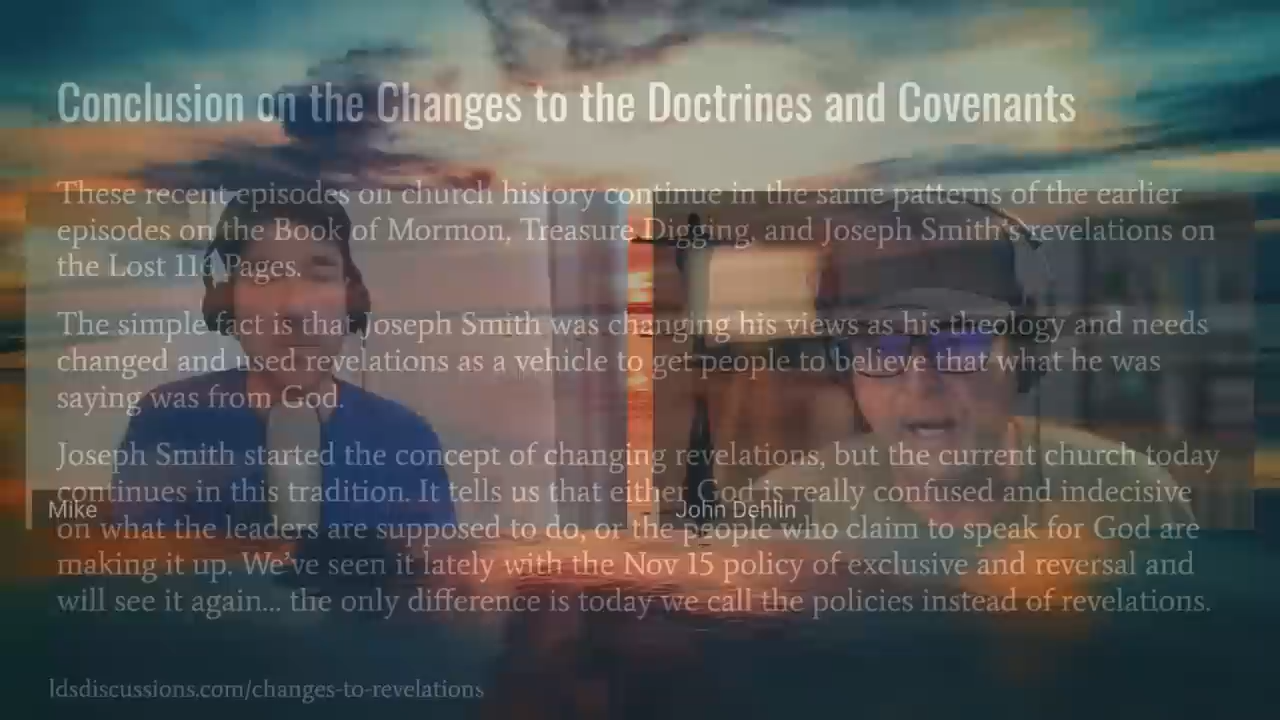 Conclusion on the Changes to the Doctrines and Covenants
These recent episodes on church history continue in the same patterns of the earlier
episodes on the Book of Mormon, Treasure Digging, and Joseph Smith's revelations on
the Lost 116 Pages.
The simple fact is that Joseph Smith was changing his views as his theology and needs
changed and used revelations as a vehicle to get people to believe that what he was
saying was from God.
Joseph Smith started the concept of changing revelations, but the current church today
continues in this tradition. It tells us that either God is really confused and indecisive
Mike
John Dehlin
on what the leaders are supposed to do, or the people who claim to speak for God are
making it up. We've seen it lately with the Nov 15 policy of exclusive and reversal and
will see it again... the only difference is today we call the policies instead of revelations.
ldsdiscussions.com/changes-to-revelations